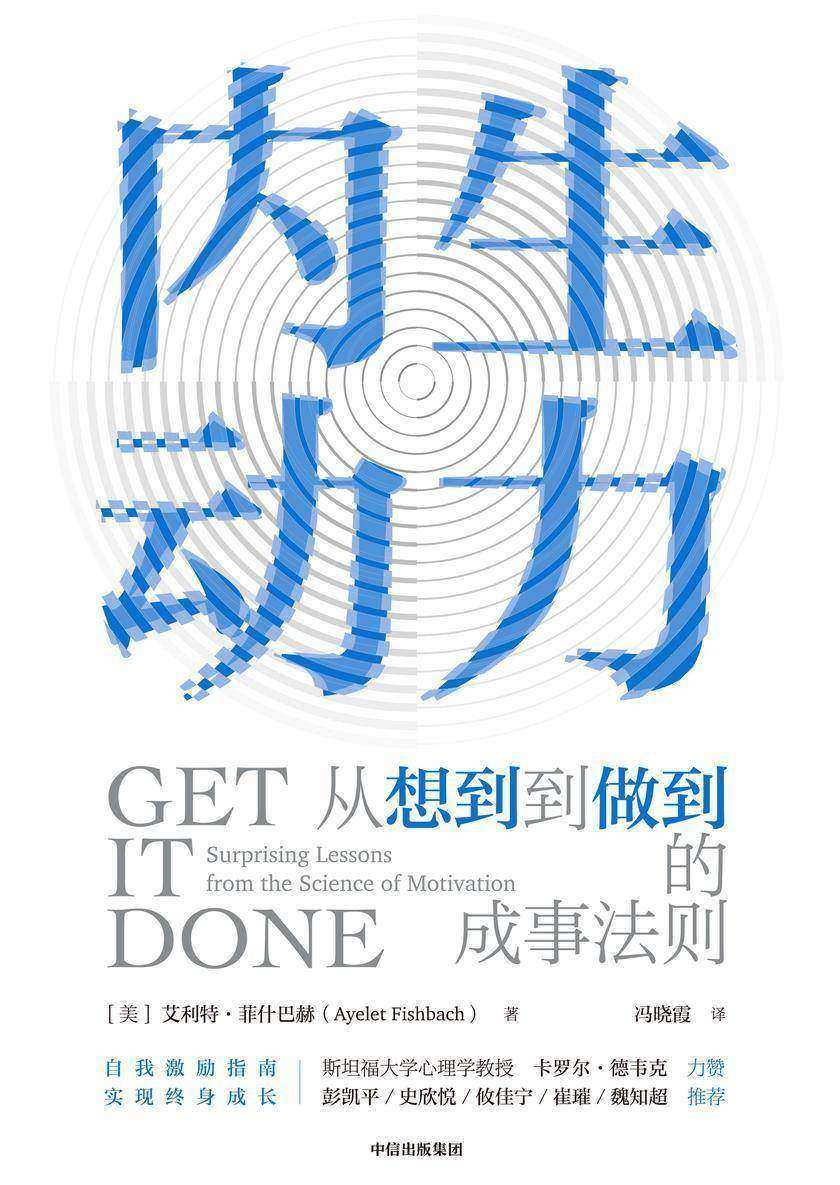 内生
动力
GET 从想到到做到
IT Surprising Lessons 的
from the Science of Motivation
DONE 成事法则
[美] 艾利特·菲什巴赫（Ayelet Fishbach） 著 冯晓霞 译
自我激励指南 斯坦福大学心理学教授 卡罗尔·德韦克 力赞
实现终身成长 彭凯平 / 史欣悦 / 攸佳宁 / 崔璀 / 魏知超 推荐
中信出版集团